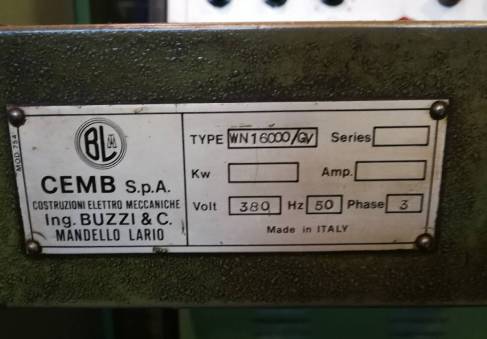 MOD. 754
BL
CEMB S.p.A.
COSTRUZIONI ELETTRO MECCANICHE
Ing. BUZZI & C.
MANDELLO LARIO
TYPE WN16000/GV Series
Kw Amp.
Volt 380 Hz 50 Phase 3
Made in ITALY